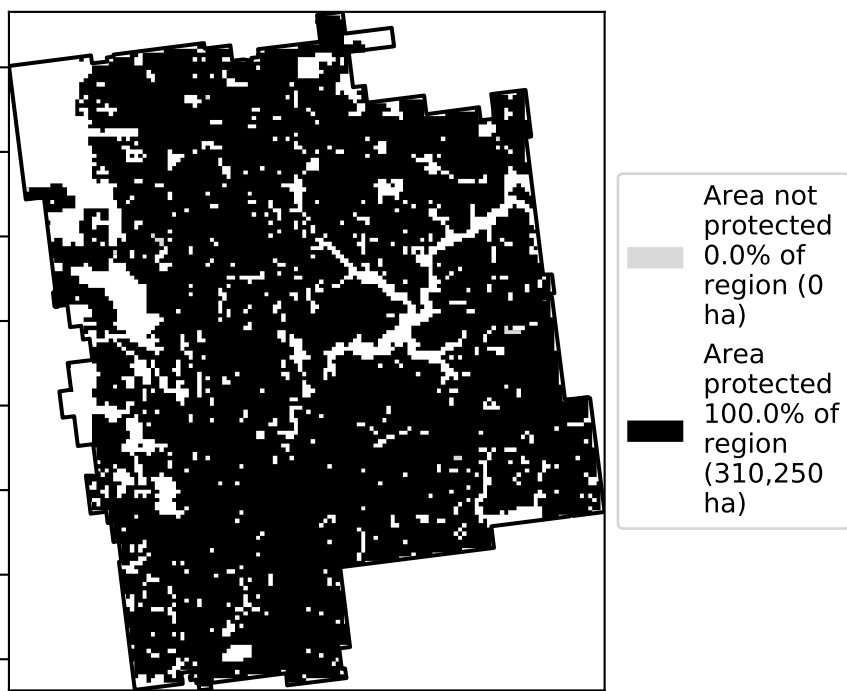 Area not
protected
0.0% of
region (0
ha)
Area
protected
100.0% of
region
(310,250
ha)